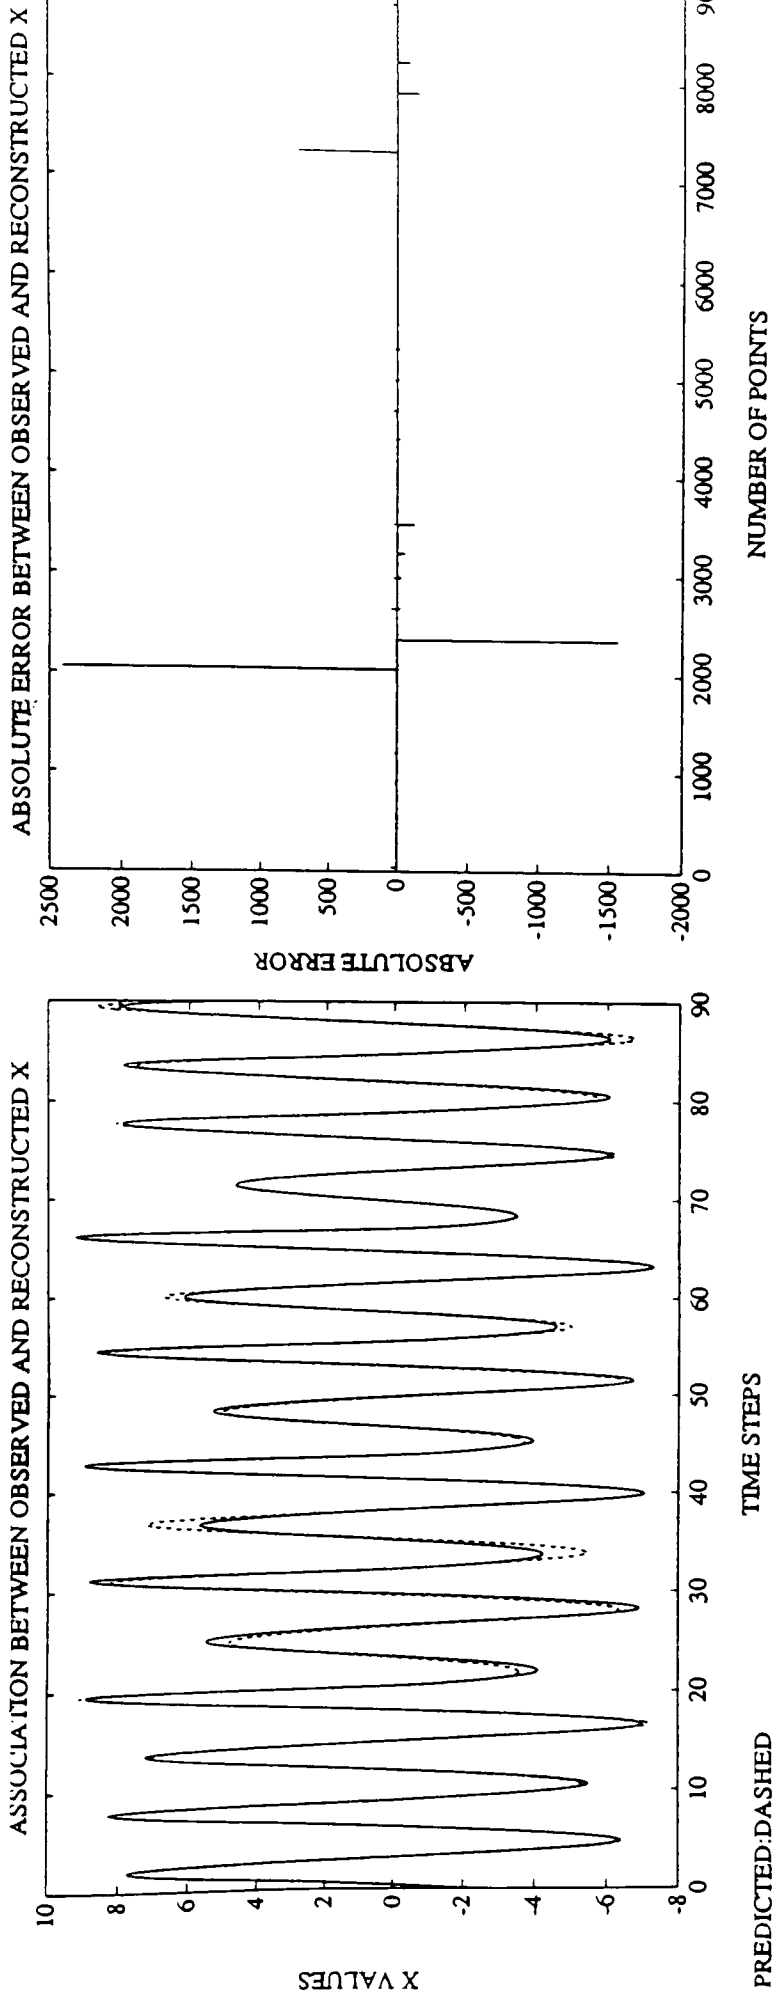 ASSOCIATION BETWEEN OBSERVED AND RECONSTRUCTED X
X VALUES
10
8
6
4
2
0
-2
-4
-6
-8
0 10 20 30 40 50 60 70 80 90
TIME STEPS
PREDICTED:DASHED
ABSOLUTE ERROR BETWEEN OBSERVED AND RECONSTRUCTED X
ABSOLUTE ERROR
2500
2000
1500
1000
500
0
-500
-1000
-1500
-2000
0 1000 2000 3000 4000 5000 6000 7000 8000
NUMBER OF POINTS